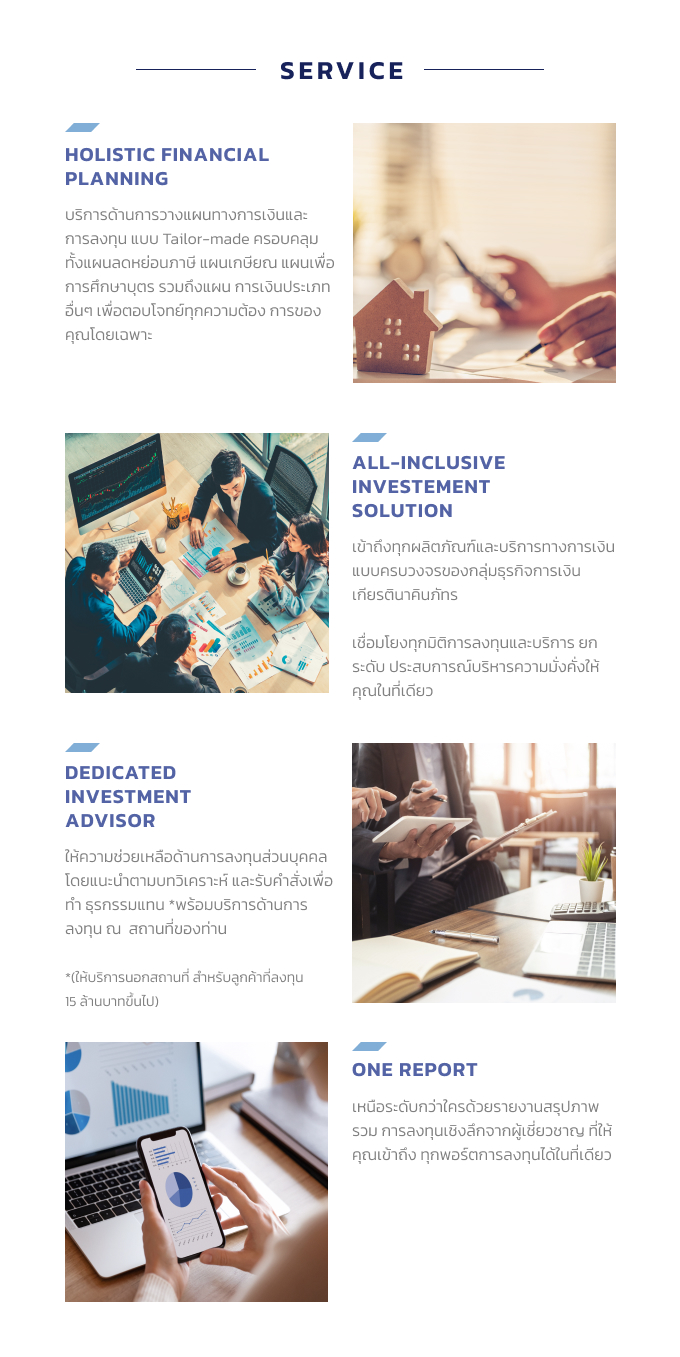 SERVICE
HOLISTIC FINANCIAL
PLANNING
บริการด้านการวางแผนทางการเงินและ
การลงทุน แบบ Tailor-made ครอบคลุม
ทั้งแผนลดหย่อนภาษี แผนเกษียณ แผนเพื่อ
การศึกษาบุตร รวมถึงแผน การเงินประเภท
อื่นๆ เพื่อตอบโจทย์ทุกความต้อง การของ
คุณโดยเฉพาะ
ALL-INCLUSIVE
INVESTEMENT
SOLUTION
เข้าถึงทุกผลิตภัณฑ์และบริการทางการเงิน
แบบครบวงจรของกลุ่มธุรกิจการเงิน
เกียรตินาคินภัทร
เชื่อมโยงทุกมิติการลงทุนและบริการ ยก
ระดับ ประสบการณ์บริหารความมั่งคั่งให้
คุณในที่เดียว
DEDICATED
INVESTMENT
ADVISOR
ให้ความช่วยเหลือด้านการลงทุนส่วนบุคคล
โดยแนะนำตามบทวิเคราะห์ และรับคำสั่งเพื่อ
ทำ ธุรกรรมแทน *พร้อมบริการด้านการ
ลงทุน ณ  สถานที่ของท่าน
*(ให้บริการนอกสถานที่ สำหรับลูกค้าที่ลงทุน
15 ล้านบาทขึ้นไป)
ONE REPORT
เหนือระดับกว่าใครด้วยรายงานสรุปภาพ
รวม การลงทุนเชิงลึกจากผู้เชี่ยวชาญ ที่ให้
คุณเข้าถึง ทุกพอร์ตการลงทุนได้ในที่เดียว